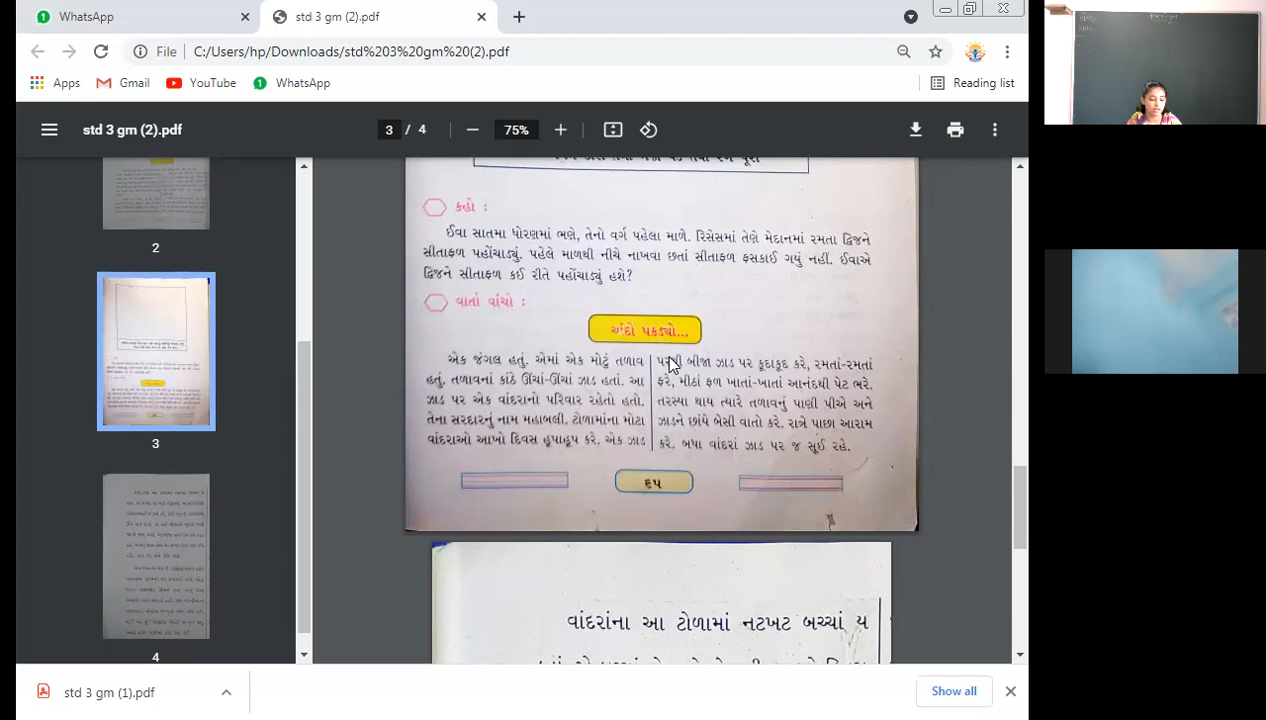 WhatsApp
std 3 gm (2).pdf
File
C:/Users/hp/Downloads/std%203%20gm%20(2).pdf
Apps
Gmail
YouTube
1
WhatsApp
Reading list
std 3 gm (2).pdf
3 / 4
75%
2
3
4
કહો :
ઈવા સાતમા ધોરણમાં ભણે, તેનો વર્ગ પહેલા માળે. રિસેસમાં તેણે મેદાનમાં રમતા દ્વિજને
સીતાફળ પહોંચાડ્યું. પહેલે માળથી નીચે નાખવા છતાં સીતાફળ ફસકાઈ ગયું નહીં. ઈવાએ
દ્વિજને સીતાફળ કઈ રીતે પહોંચાડ્યું હશે?
વાર્તા વાંચો :
ચાંદો પકડ્યો...
એક જંગલ હતું. એમાં એક મોટું તળાવ
હતું. તળાવનાં કાંઠે ઊંચાં-ઊંચાં ઝાડ હતાં. આ
ઝાડ પર એક વાંદરાનો પરિવાર રહેતો હતો.
તેના સરદારનું નામ મહાબલી. ટોળામાંના મોટા
વાંદરાઓ આખો દિવસ હૂપાહૂપ કરે, એક ઝાડ
બીજા ઝાડ પર કૂદાકૂદ કરે, રમતાં-રમતાં
ફરે, મીઠાં ફળ ખાતાં-ખાતાં આનંદથી પેટ ભરે.
તરસ્યા થાય ત્યારે તળાવનું પાણી પીએ અને
ઝાડને છાંયે બેસી વાતો કરે. રાત્રે પાછા આરામ
કરે. બધા વાંદરાં ઝાડ પર જ સૂઈ રહે.
૬૫
વાંદરાંના આ ટોળામાં નટખટ બચ્ચાં ય
std 3 gm (1).pdf
Show all